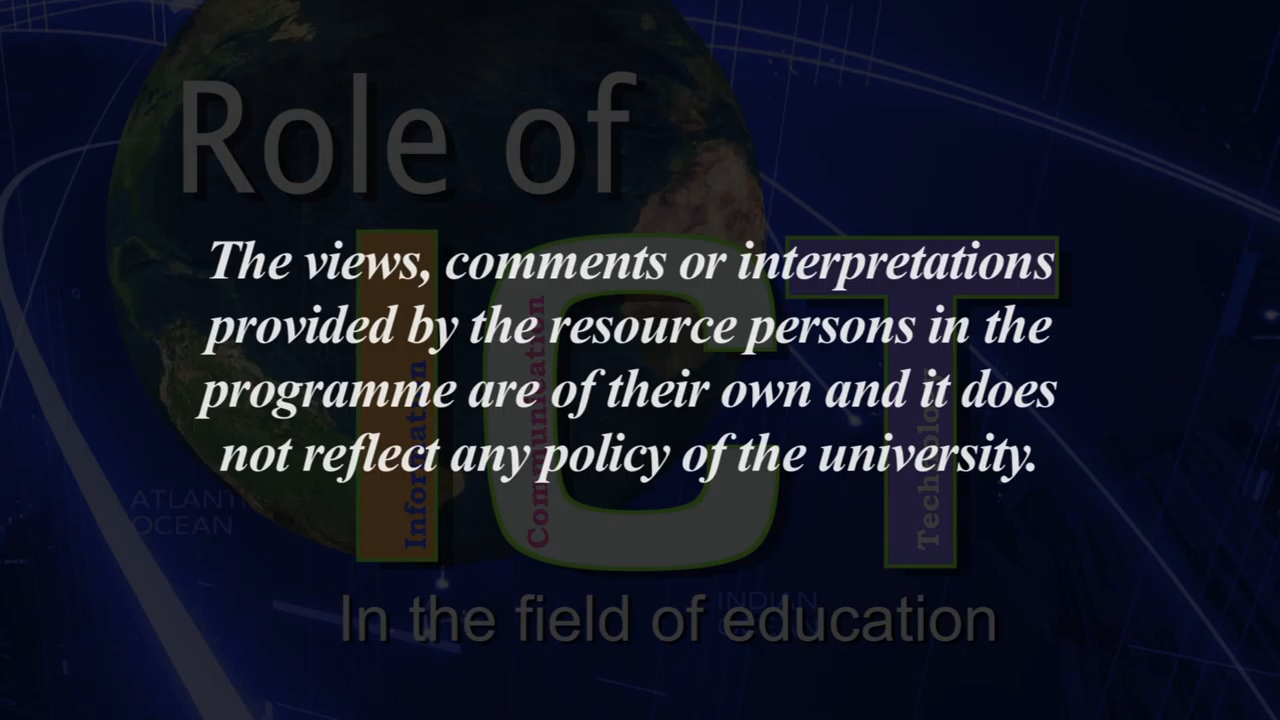 Role of
The views, comments or interpretations
provided by the resource persons in the
programme are of their own and it does
not reflect any policy of the university.
ICT
Information
Communication
Technolo
ATLANT
OCEAN
INDIAN
In the field of education